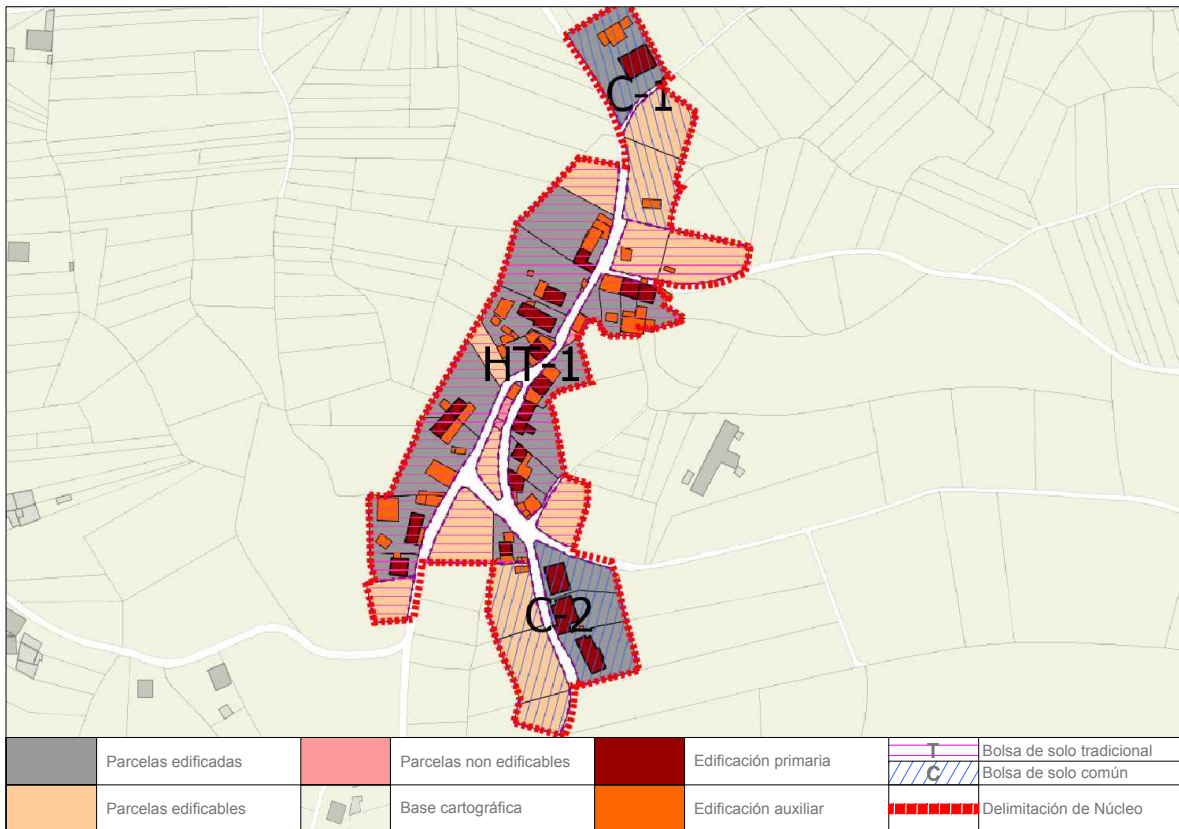 C-1
HT-1
C-2
Parcelas edificadas
Parcelas non edificables
Edificación primaria
T
Bolsa de solo tradicional
C
Bolsa de solo común
Parcelas edificables
Base cartográfica
Edificación auxiliar
Delimitación de Núcleo